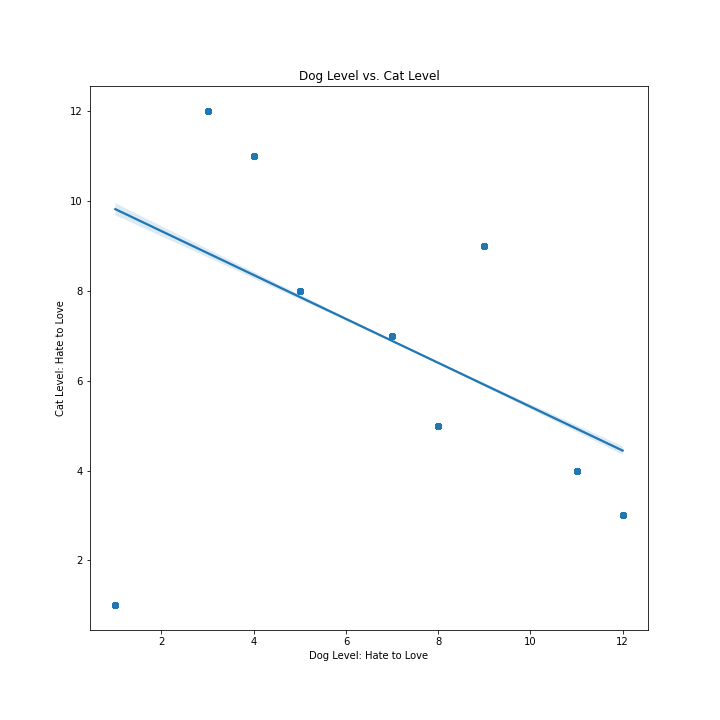 Dog Level vs. Cat Level
12
10
8
6
4
2
Cat Level: Hate to Love
2 4 6 8 10 12
Dog Level: Hate to Love